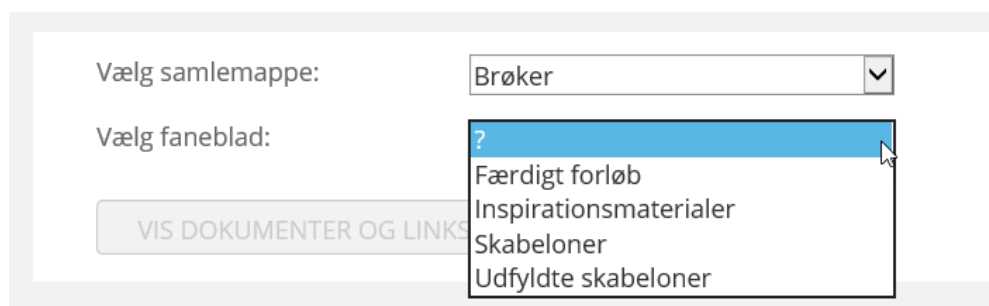 Vælg samlemappe: Brøker
Vælg faneblad: ?
Færdigt forløb
Inspirationsmaterialer
Skabeloner
Udfyldte skabeloner
VIS DOKUMENTER OG LINKS